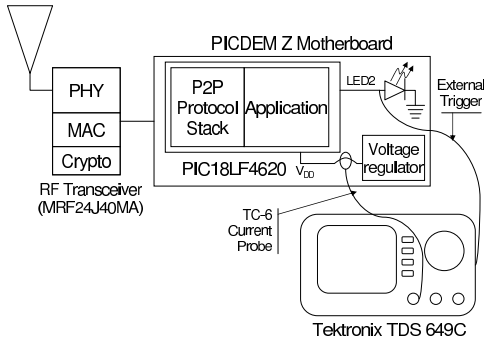 PICDEM Z Motherboard
PHY
MAC
Crypto
RF Transceiver
(MRF24J40MA)
P2P
Protocol
Stack
Application
PIC18LF4620
LED2
External
Trigger
Voltage
regulator
VDD
TC-6
Current
Probe
Tektronix TDS 649C